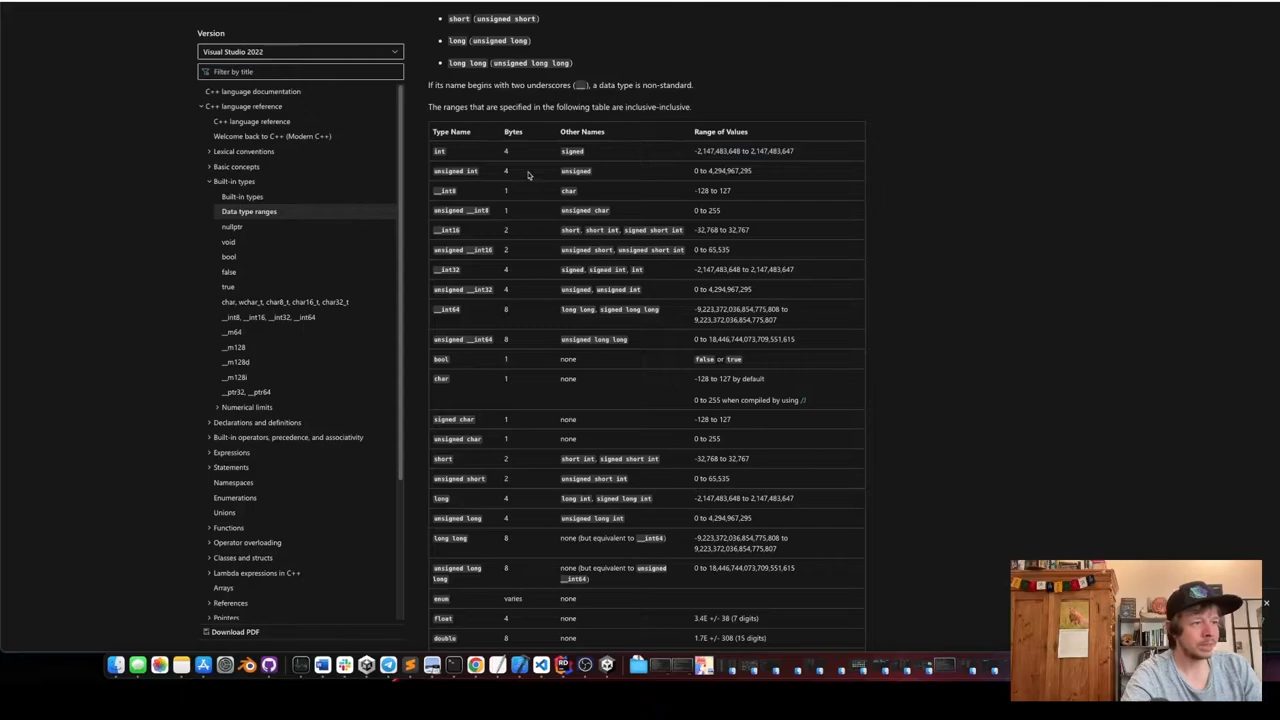 short (unsigned short)
long (unsigned long)
long long (unsigned long long)
If its name begins with two underscores (__), a data type is non-standard.
The ranges that are specified in the following table are inclusive-inclusive.
Type Name Bytes Other Names Range of Values
int 4 signed -2,147,483,648 to 2,147,483,647
unsigned int 4 unsigned 0 to 4,294,967,295
__int8 1 char -128 to 127
unsigned __int8 1 unsigned char 0 to 255
__int16 2 short, short int, signed short int -32,768 to 32,767
unsigned __int16 2 unsigned short, unsigned short int 0 to 65,535
__int32 4 signed, signed int, int -2,147,483,648 to 2,147,483,647
unsigned __int32 4 unsigned, unsigned int 0 to 4,294,967,295
__int64 8 long long, signed long long -9,223,372,036,854,775,808 to
9,223,372,036,854,775,807
unsigned __int64 8 unsigned long long 0 to 18,446,744,073,709,551,615
bool 1 none false or true
char 1 none -128 to 127 by default
0 to 255 when compiled by using /J
signed char 1 none -128 to 127
unsigned char 1 none 0 to 255
short 2 short int, signed short int -32,768 to 32,767
unsigned short 2 unsigned short int 0 to 65,535
long 4 long int, signed long int -2,147,483,648 to 2,147,483,647
unsigned long 4 unsigned long int 0 to 4,294,967,295
long long 8 none (but equivalent to __int64) -9,223,372,036,854,775,808 to
9,223,372,036,854,775,807
unsigned long 8 none (but equivalent to unsigned 0 to 18,446,744,073,709,551,615
long __int64)
enum varies none
float 4 none 3.4E +/- 38 (7 digits)
double 8 none 1.7E +/- 308 (15 digits)
Version
Visual Studio 2022
Filter by title
C++ language documentation
C++ language reference
C++ language reference
Welcome back to C++ (Modern C++)
Lexical conventions
Basic concepts
Built-in types
Built-in types
Data type ranges
nullptr
void
bool
false
true
char, wchar_t, char8_t, char16_t, char32_t
__int8, __int16, __int32, __int64
__m64
__m128
__m128d
__m128i
__ptr32, __ptr64
Numerical limits
Declarations and definitions
Built-in operators, precedence, and associativity
Expressions
Statements
Namespaces
Enumerations
Unions
Functions
Operator overloading
Classes and structs
Lambda expressions in C++
Arrays
References
Pointers
Download PDF